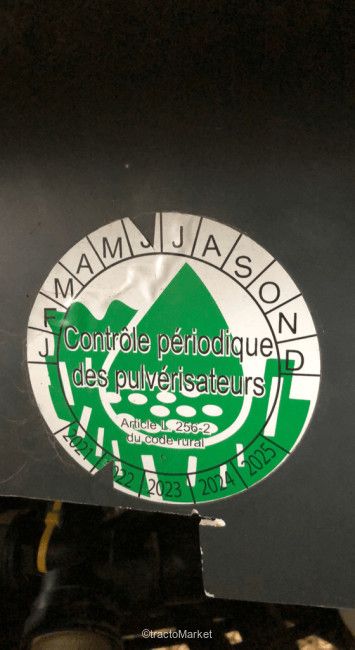 J F M A M J J A S O N D
Contrôle périodique
des pulvérisateurs
Article L. 256-2
du code rural
2021 2022 2023 2024 2025
©tractoMarket